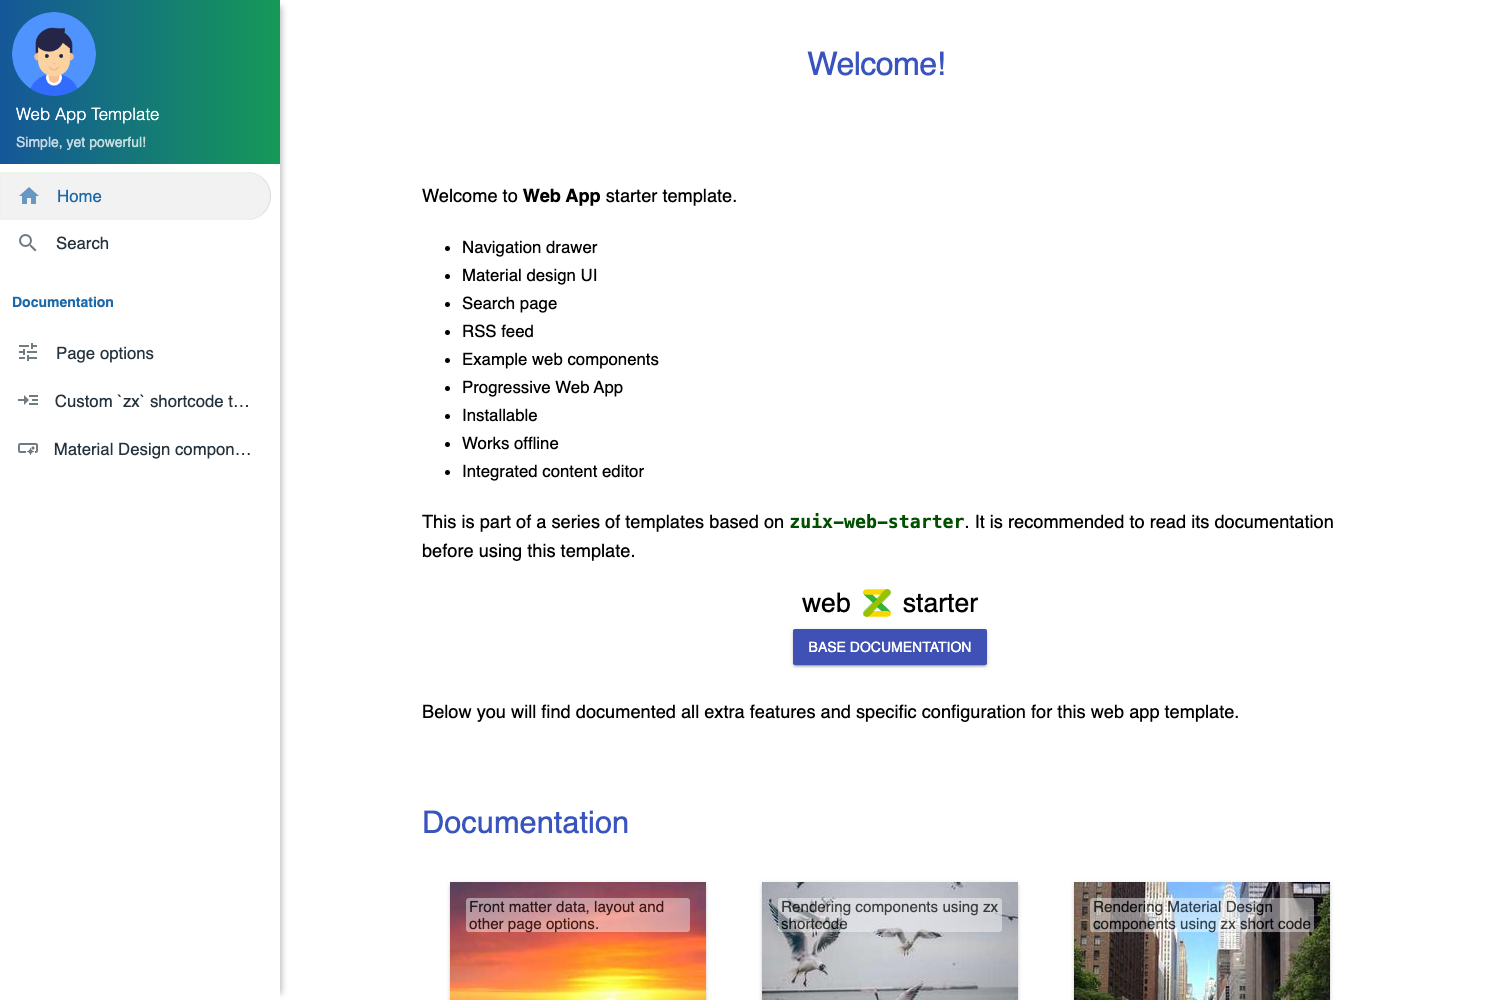 Web App Template
Simple, yet powerful!
Home
Search
Documentation
Page options
Custom `zx` shortcode t…
Material Design compon…
Welcome!
Welcome to Web App starter template.
Navigation drawer
Material design UI
Search page
RSS feed
Example web components
Progressive Web App
Installable
Works offline
Integrated content editor
This is part of a series of templates based on zuix-web-starter. It is recommended to read its documentation
before using this template.
web starter
BASE DOCUMENTATION
Below you will find documented all extra features and specific configuration for this web app template.
Documentation
Front matter data, layout and
other page options.
Rendering components using zx
shortcode
Rendering Material Design
components using zx short code